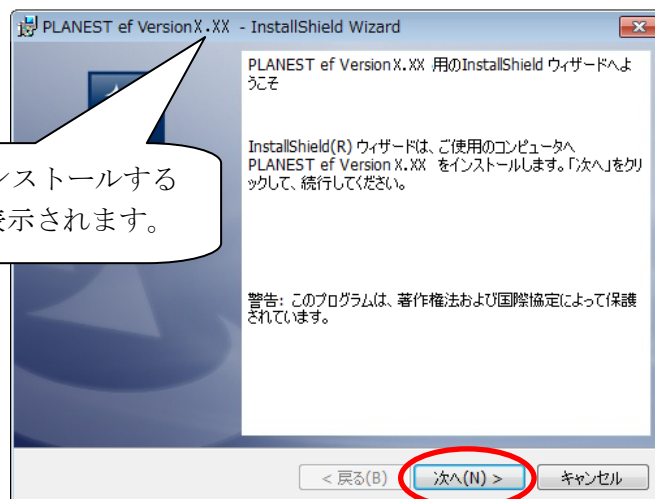 PLANEST ef VersionX.XX - InstallShield Wizard
PLANEST ef VersionX.XX 用のInstallShield ウィザードへよ
うこそ
InstallShield(R) ウィザードは、ご使用のコンピュータへ
PLANEST ef Version X.XX をインストールします。「次へ」をクリ
ックして、続行してください。
ンストールする
表示されます。
警告: このプログラムは、著作権法および国際協定によって保護
されています。
< 戻る(B) 次へ(N) > キャンセル